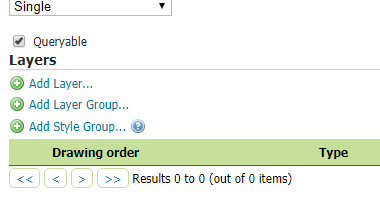 Single
Queryable
Layers
Add Layer...
Add Layer Group...
Add Style Group...
Drawing order Type
<< < > >> Results 0 to 0 (out of 0 items)